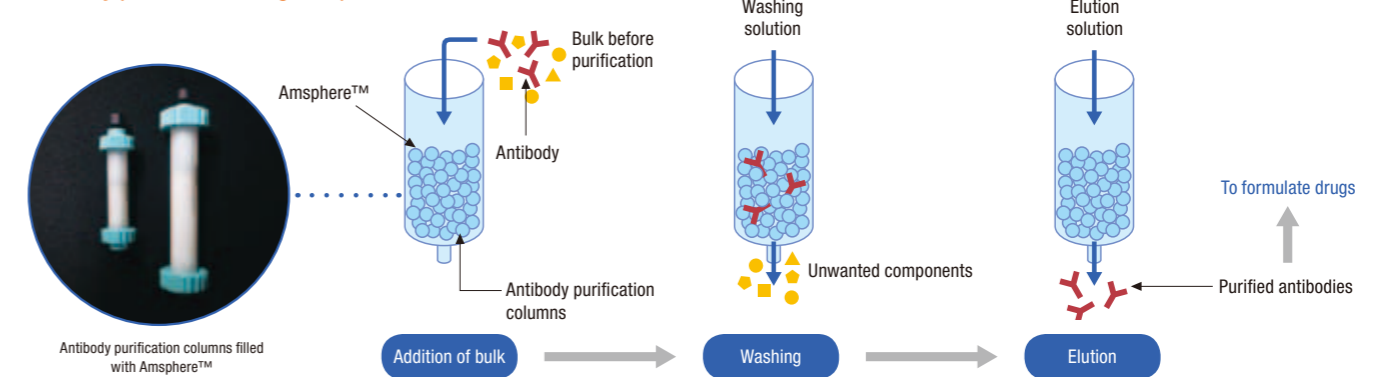 Washing
solution
Elution
solution
Bulk before
purification
Amsphere™
Antibody
To formulate drugs
Unwanted components
Purified antibodies
Antibody purification
columns
Antibody purification columns filled
with Amsphere™
Addition of bulk
Washing
Elution